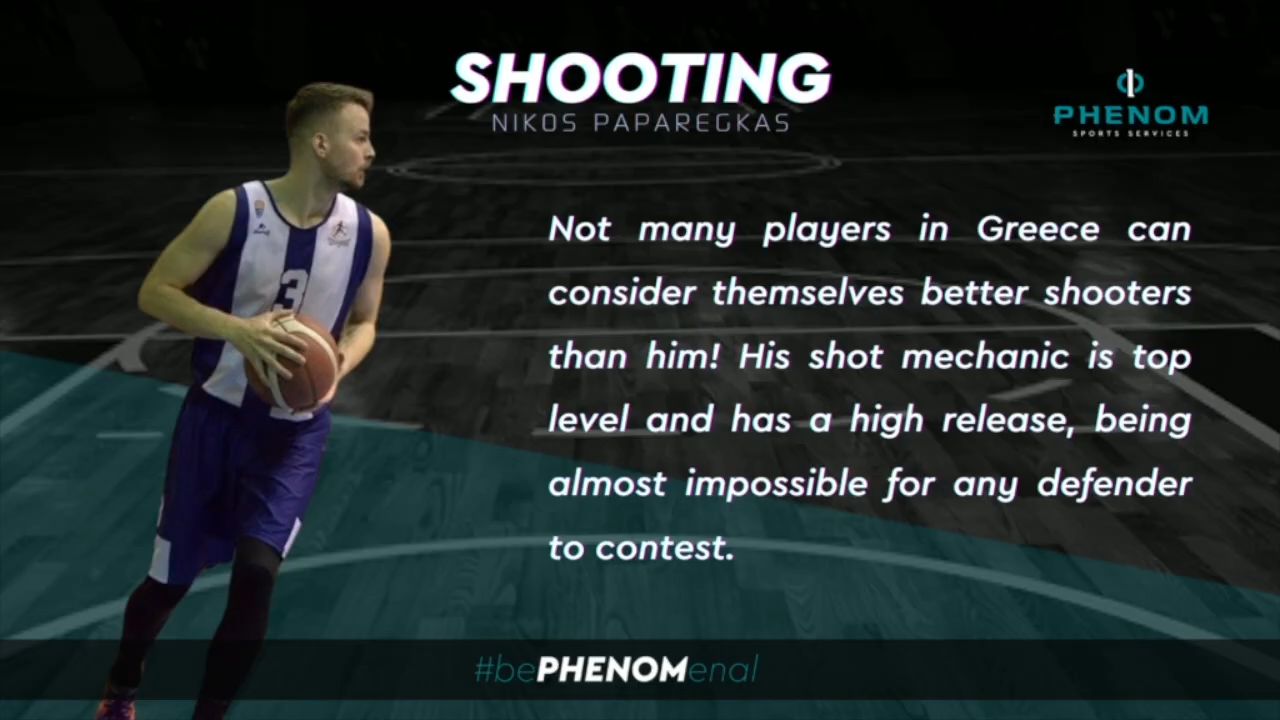 SHOOTING
NIKOS PAPAREGKAS
PHENOM
SPORTS SERVICES
Not many players in Greece can
consider themselves better shooters
than him! His shot mechanic is top
level and has a high release, being
almost impossible for any defender
to contest.
3
#bePHENOMenal